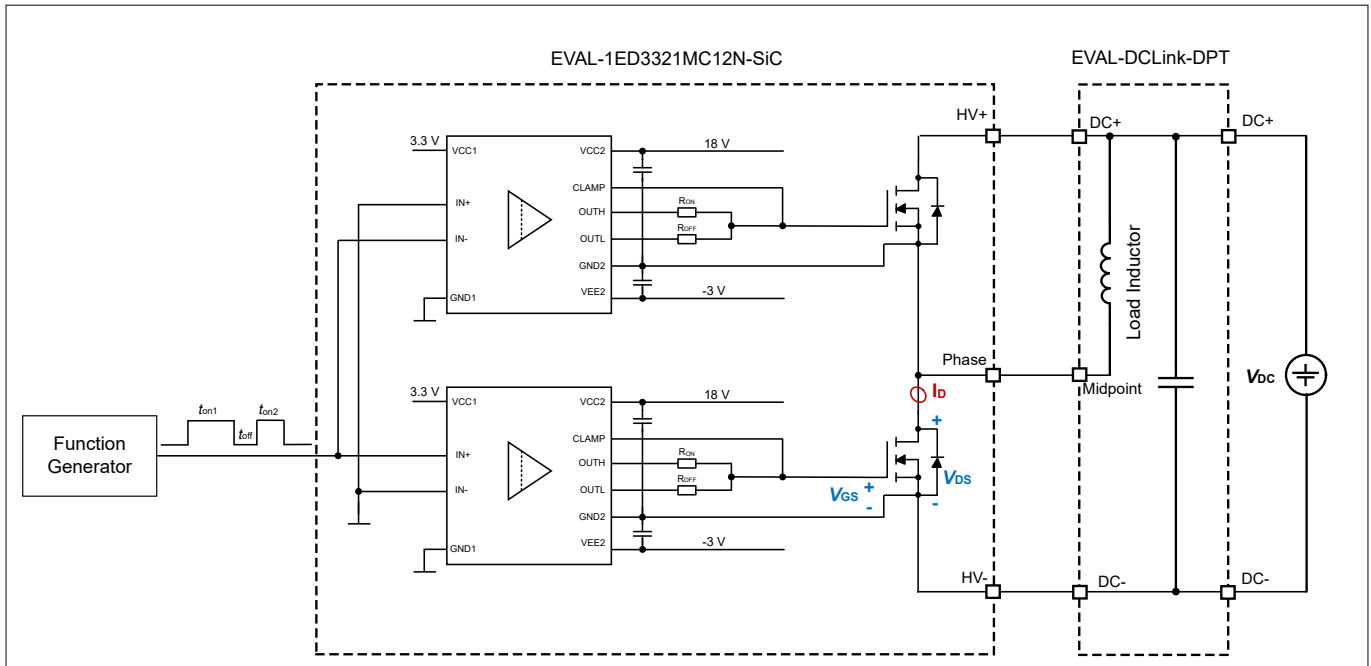 EVAL-1ED3321MC12N-SiC
EVAL-DCLink-DPT
HV+
DC+
DC+
3.3 V
VCC1
VCC2
18 V
CLAMP
IN+
OUTH
RON
IN-
OUTL
ROFF
GND2
GND1
VEE2
-3 V
Load Inductor
Phase
Midpoint
VDC
ID
3.3 V
VCC1
VCC2
18 V
CLAMP
Function
Generator
ton1
toff
ton2
IN+
OUTH
RON
IN-
OUTL
ROFF
GND2
GND1
VEE2
-3 V
VGS
+
-
+
VDS
-
HV-
DC-
DC-